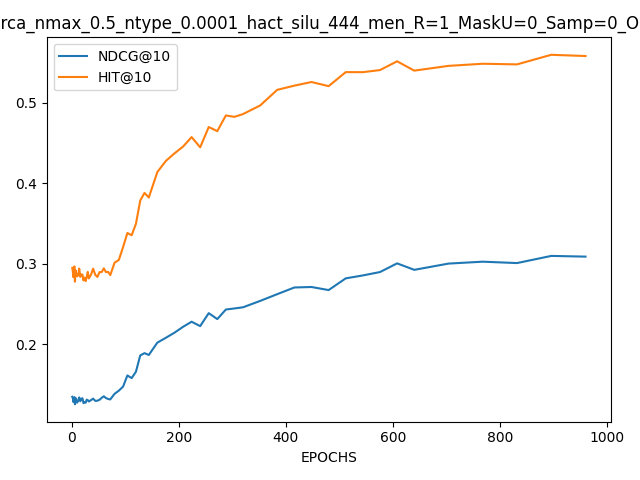 rca_nmax_0.5_ntype_0.0001_hact_silu_444_men_R=1_MaskU=0_Samp=0_O
NDCG@10
HIT@10
0.5
0.4
0.3
0.2
0 200 400 600 800 1000
EPOCHS